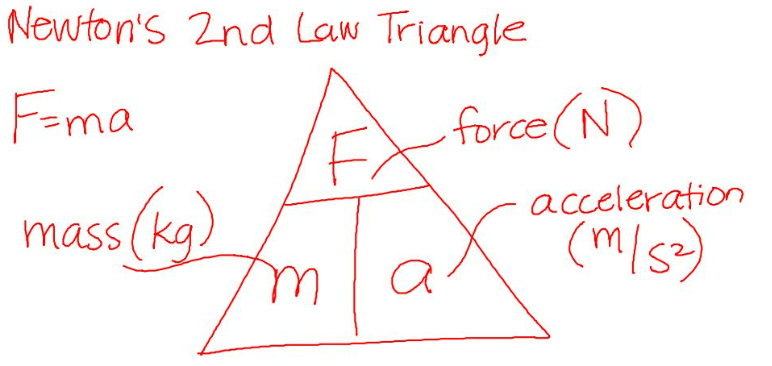 Newton's 2nd Law Triangle
F=ma
F
force (N)
mass (kg)
acceleration
(m/s²)
m
a